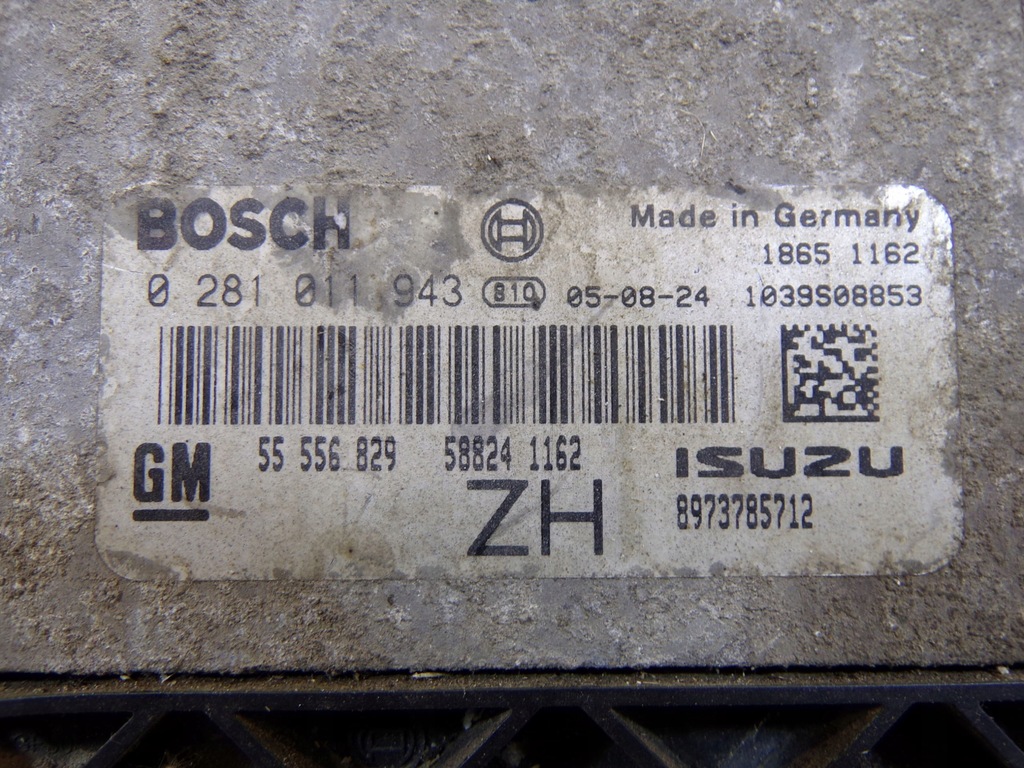 BOSCH
Made in Germany
1865 1162
0 281 011 943 810 05-08-24 1039S08853
GM 55 556 829 58824 1162 ISUZU
ZH 8973785712